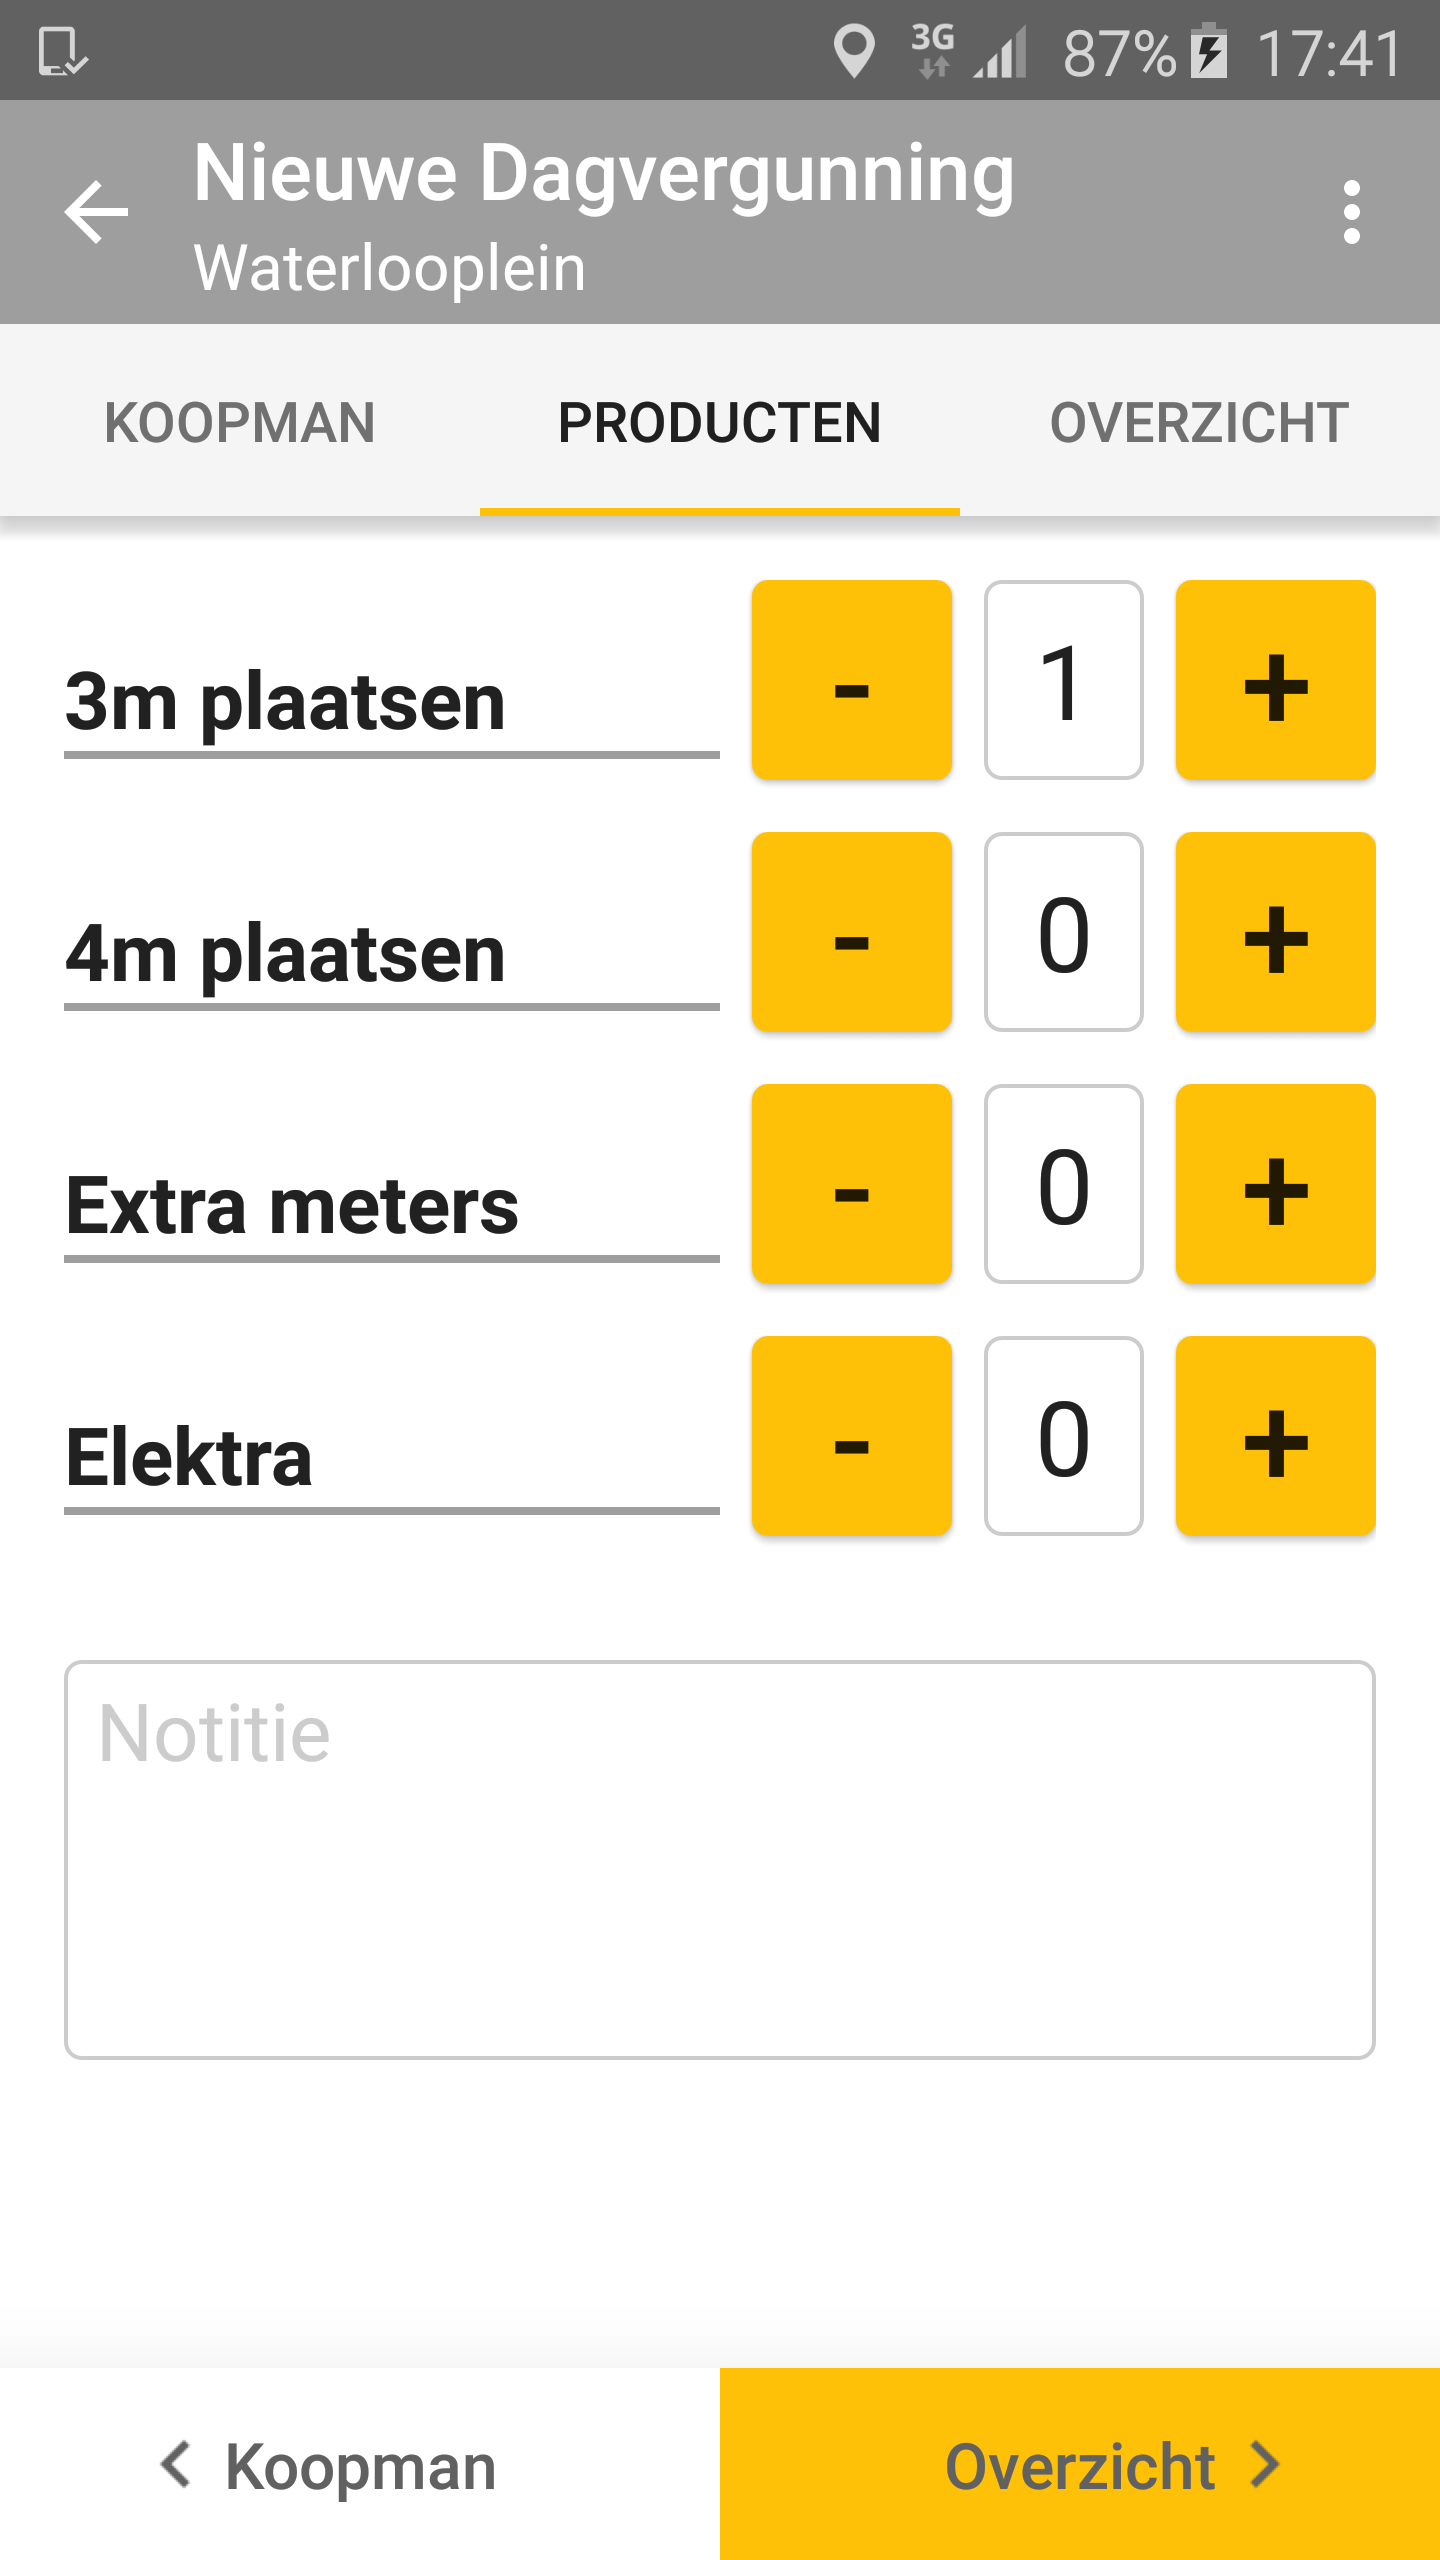 3G 87% 17:41
Nieuwe Dagvergunning
Waterlooplein
KOOPMAN PRODUCTEN OVERZICHT
3m plaatsen - 1 +
4m plaatsen - 0 +
Extra meters - 0 +
Elektra - 0 +
Notitie
Koopman Overzicht